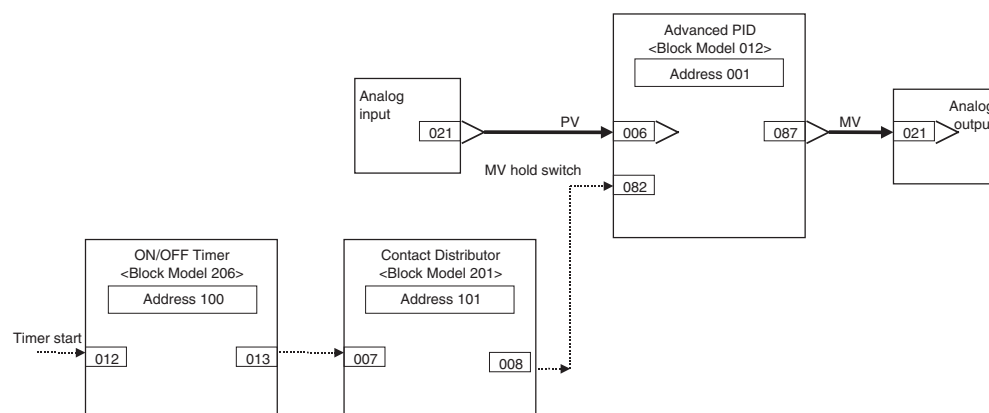 Advanced PID
<Block Model 012>
Address 001
Analog
input
021
PV
006
087
MV
Analog
021
MV hold switch
082
ON/OFF Timer
<Block Model 206>
Address 100
Timer start
012
013
Contact Distributor
<Block Model 201>
Address 101
007
008